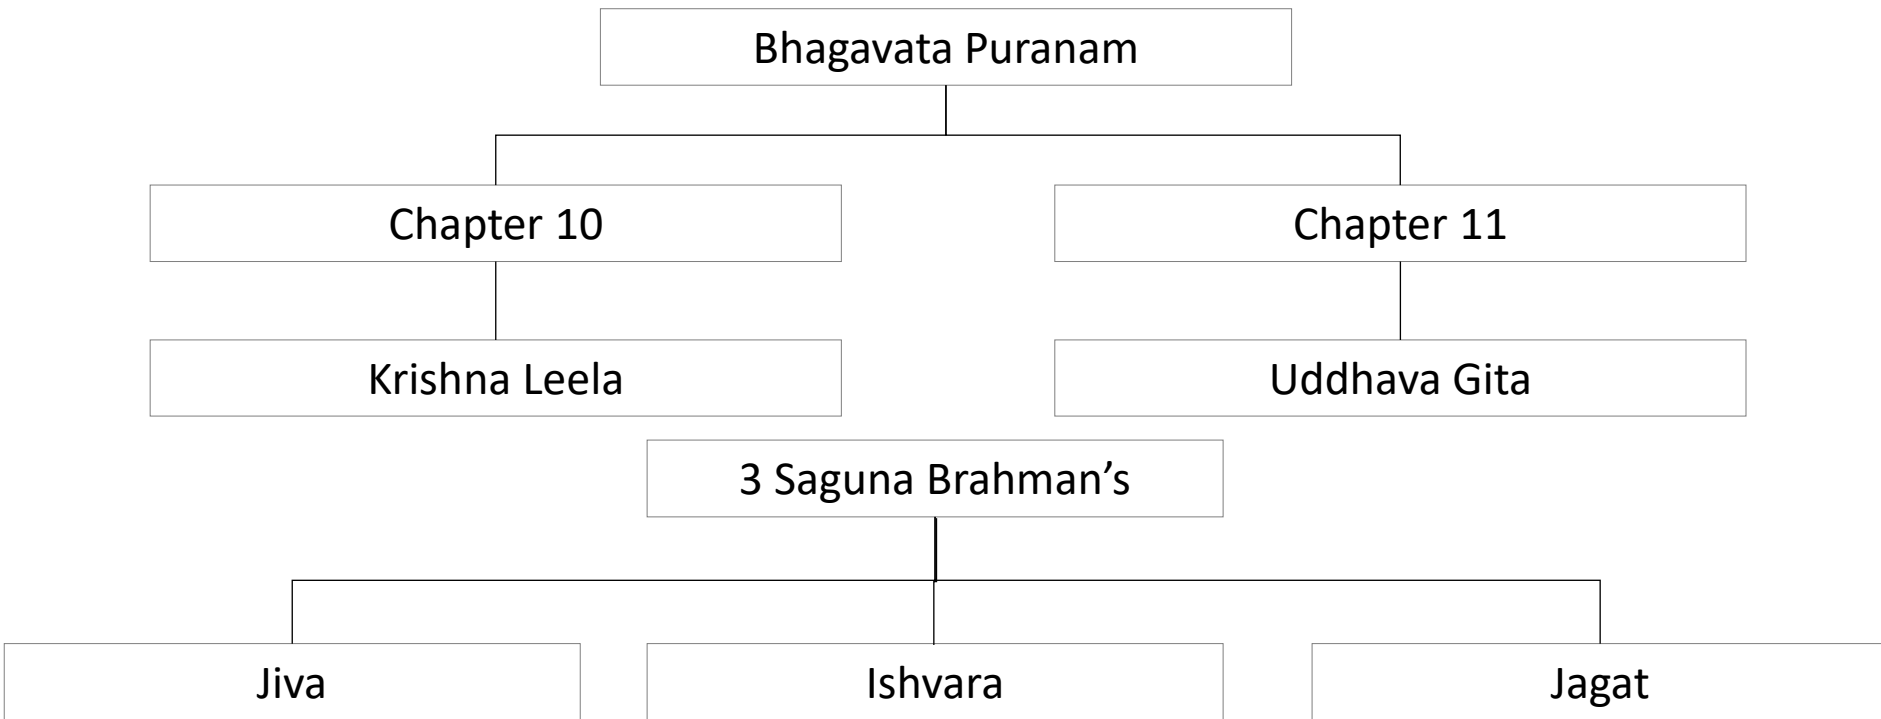 Bhagavata Puranam
Chapter 10
Chapter 11
Krishna Leela
Uddhava Gita
3 Saguna Brahman’s
Jiva
Ishvara
Jagat